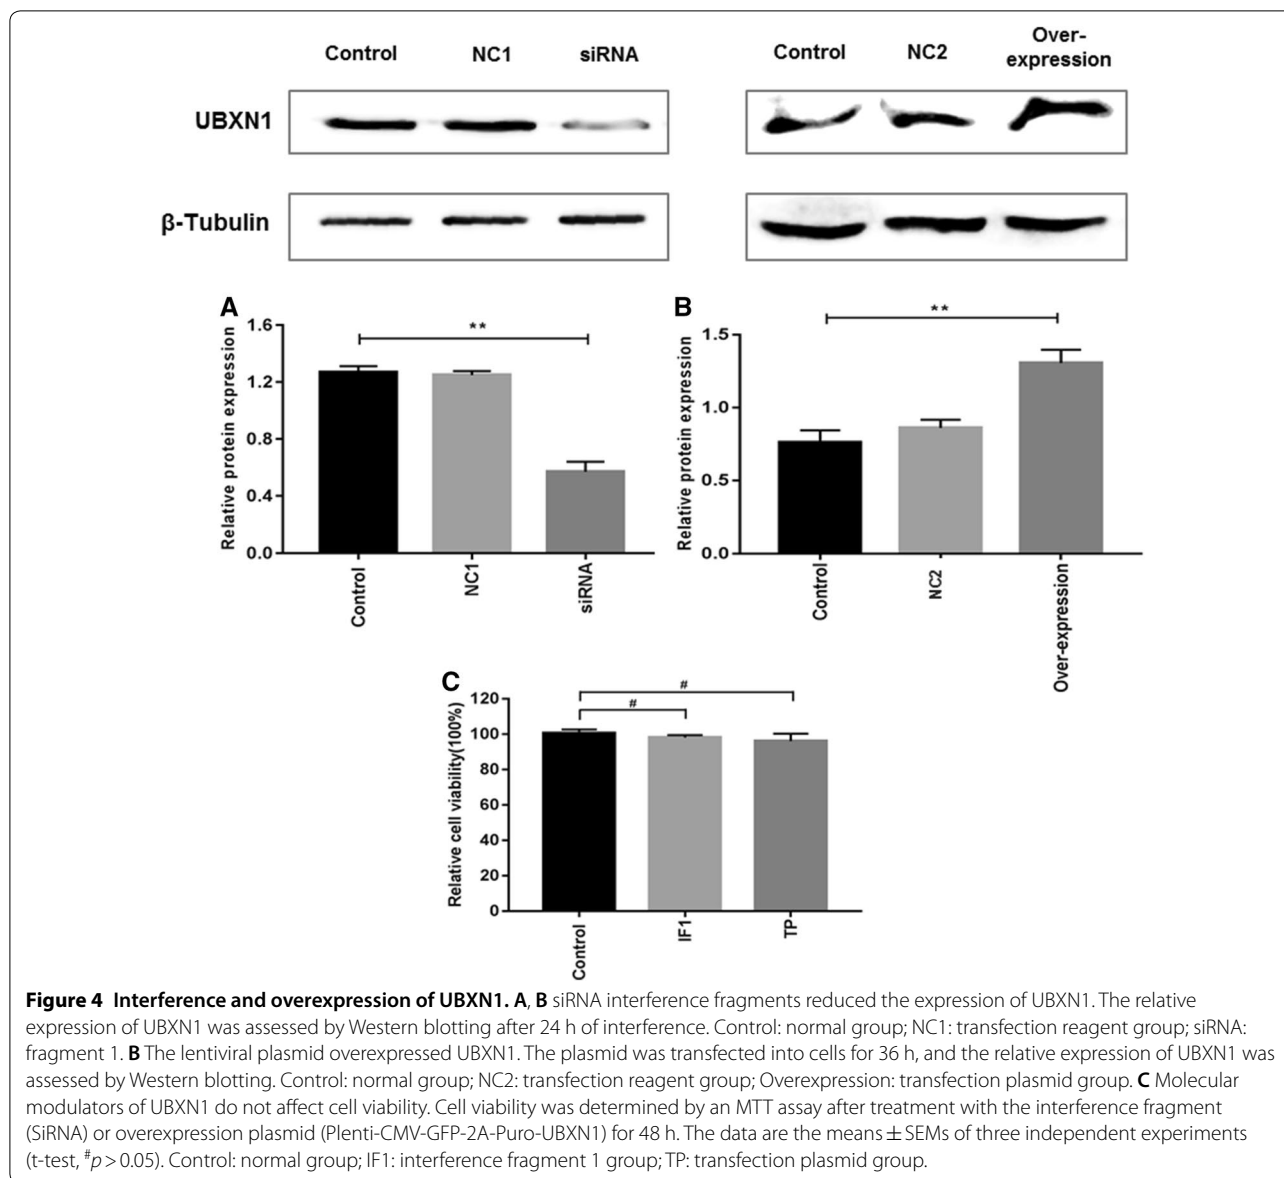 Control NC1 siRNA Control NC2 Over-
expression
UBXN1
β-Tubulin
A
Relative protein expression
1.6
1.2
0.8
0.4
0.0
**
Control
NC1
siRNA
B
Relative protein expression
1.5
1.0
0.5
0.0
**
Control
NC2
Over-expression
C
Relative cell viability(100%)
120
100
80
60
40
20
0
#
#
Control
IF1
TP
Figure 4 Interference and overexpression of UBXN1. A, B siRNA interference fragments reduced the expression of UBXN1. The relative
expression of UBXN1 was assessed by Western blotting after 24 h of interference. Control: normal group; NC1: transfection reagent group; siRNA:
fragment 1. B The lentiviral plasmid overexpressed UBXN1. The plasmid was transfected into cells for 36 h, and the relative expression of UBXN1 was
assessed by Western blotting. Control: normal group; NC2: transfection reagent group; Overexpression: transfection plasmid group. C Molecular
modulators of UBXN1 do not affect cell viability. Cell viability was determined by an MTT assay after treatment with the interference fragment
(SiRNA) or overexpression plasmid (Plenti-CMV-GFP-2A-Puro-UBXN1) for 48 h. The data are the means ± SEMs of three independent experiments
(t-test, #p > 0.05). Control: normal group; IF1: interference fragment 1 group; TP: transfection plasmid group.